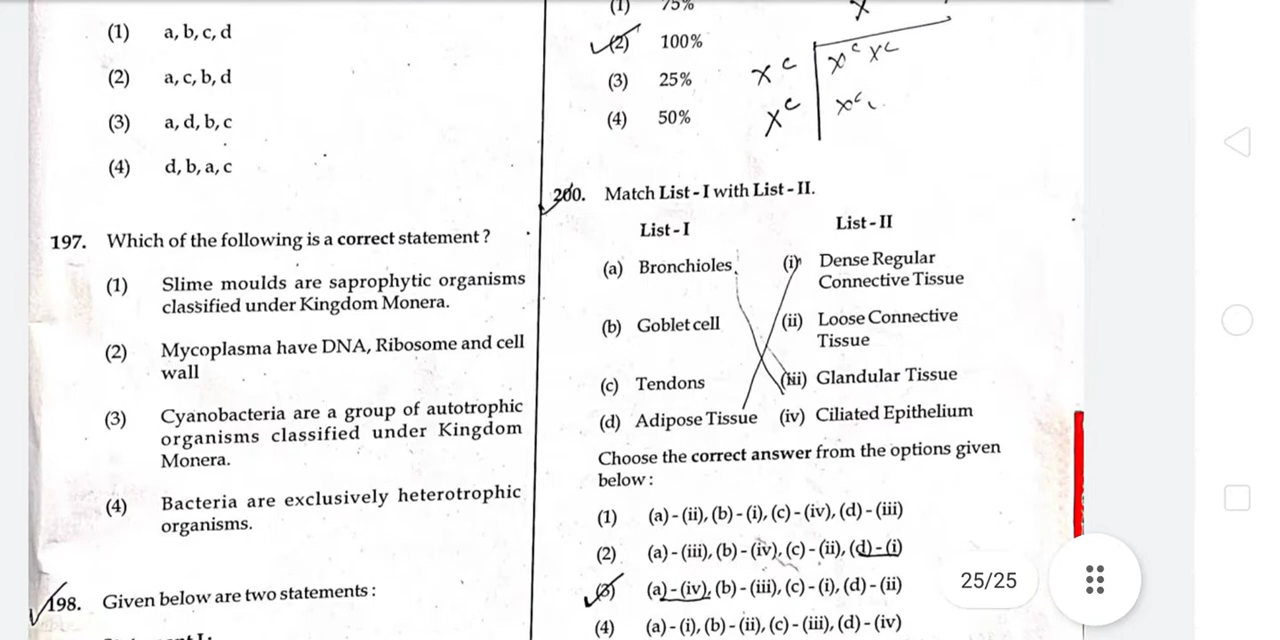 (1) a, b, c, d
(2) a, c, b, d
(3) a, d, b, c
(4) d, b, a, c
197. Which of the following is a correct statement ?
(1) Slime moulds are saprophytic organisms
classified under Kingdom Monera.
(2) Mycoplasma have DNA, Ribosome and cell
wall
(3) Cyanobacteria are a group of autotrophic
organisms classified under Kingdom
Monera.
(4) Bacteria are exclusively heterotrophic
organisms.
198. Given below are two statements :
(1) 75%
(2) 100%
(3) 25%
(4) 50%
X
X^c X^c X^c
X^c
200. Match List - I with List - II.
List - I List - II
(a) Bronchioles (i) Dense Regular
Connective Tissue
(b) Goblet cell (ii) Loose Connective
Tissue
(c) Tendons (iii) Glandular Tissue
(d) Adipose Tissue (iv) Ciliated Epithelium
Choose the correct answer from the options given
below :
(1) (a) - (ii), (b) - (i), (c) - (iv), (d) - (iii)
(2) (a) - (iii), (b) - (iv), (c) - (ii), (d) - (i)
(3) (a) - (iv), (b) - (iii), (c) - (i), (d) - (ii)
(4) (a) - (i), (b) - (ii), (c) - (iii), (d) - (iv)
25/25